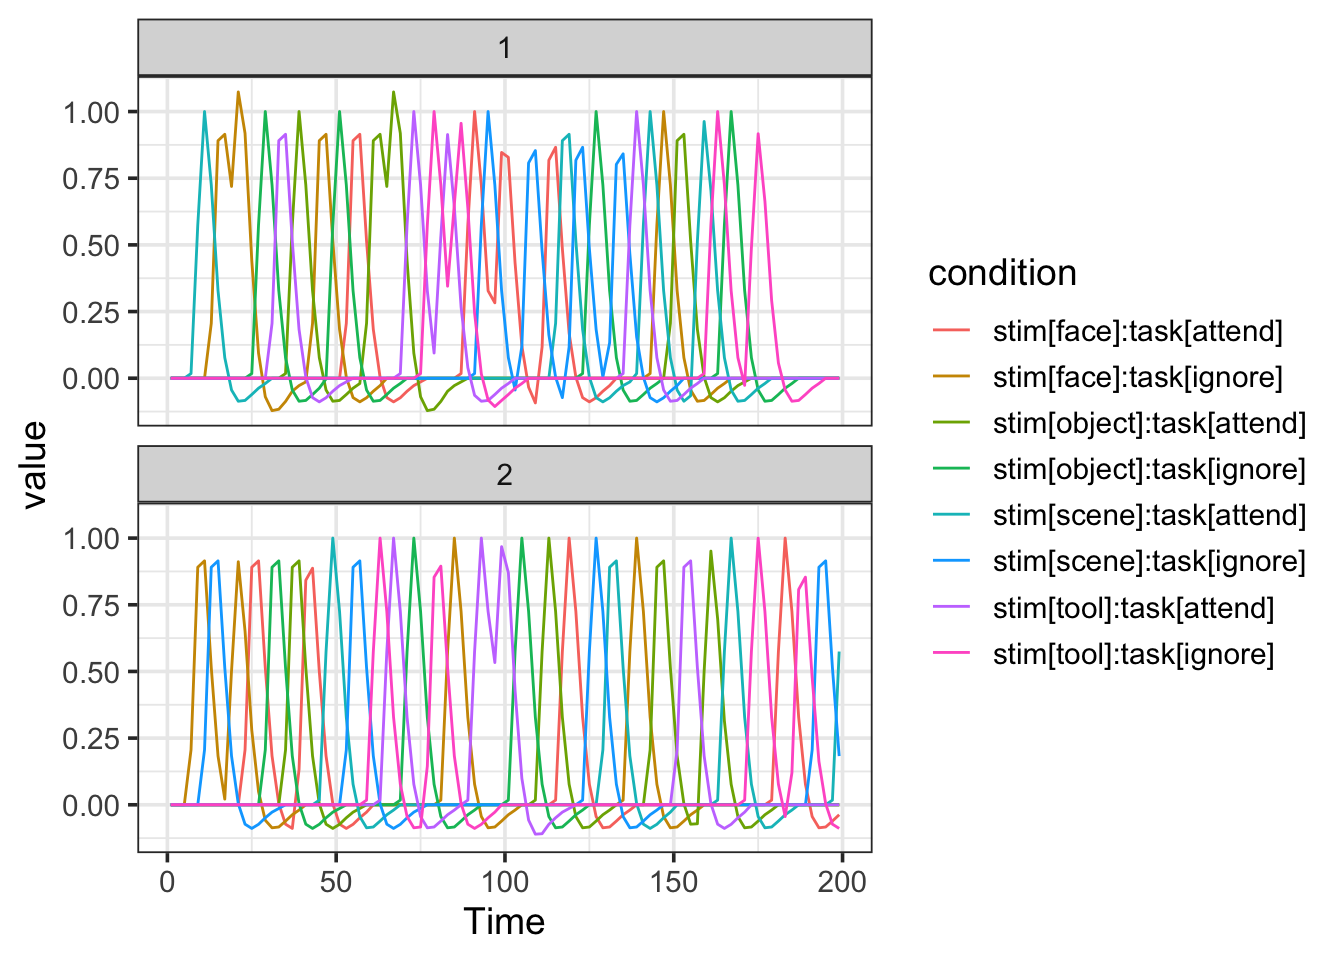 1
1.00
0.75
0.50
0.25
0.00
value
2
1.00
0.75
0.50
0.25
0.00
0 50 100 150 200
Time
condition
stim[face]:task[attend]
stim[face]:task[ignore]
stim[object]:task[attend]
stim[object]:task[ignore]
stim[scene]:task[attend]
stim[scene]:task[ignore]
stim[tool]:task[attend]
stim[tool]:task[ignore]